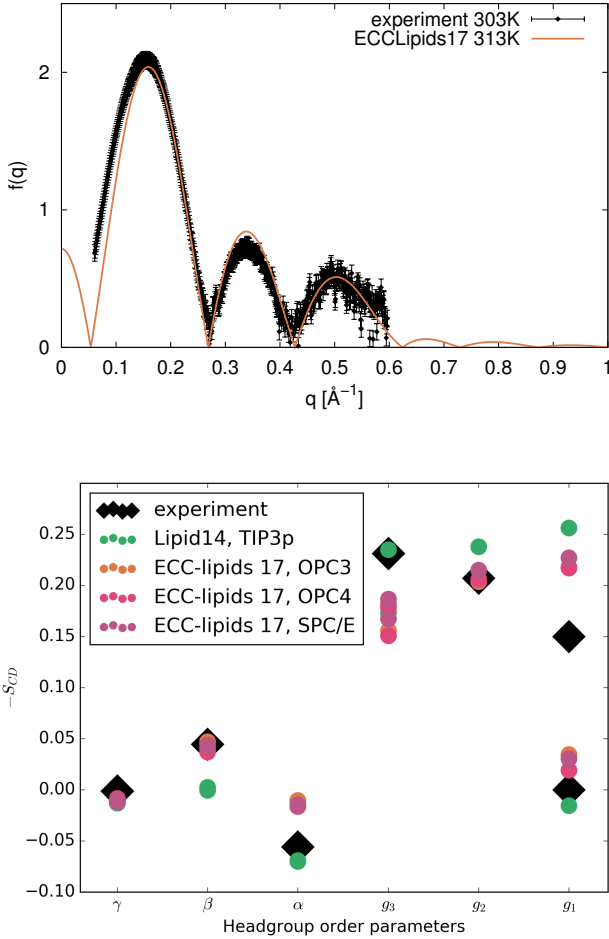 experiment 303K
ECCLipids17 313K
2
1
0
f(q)
0 0.1 0.2 0.3 0.4 0.5 0.6 0.7 0.8 0.9 1
q [Å⁻¹]
experiment
Lipid14, TIP3p
ECC-lipids 17, OPC3
ECC-lipids 17, OPC4
ECC-lipids 17, SPC/E
0.25
0.20
0.15
0.10
0.05
0.00
−0.05
−0.10
−S_CD
γ β α g₃ g₂ g₁
Headgroup order parameters